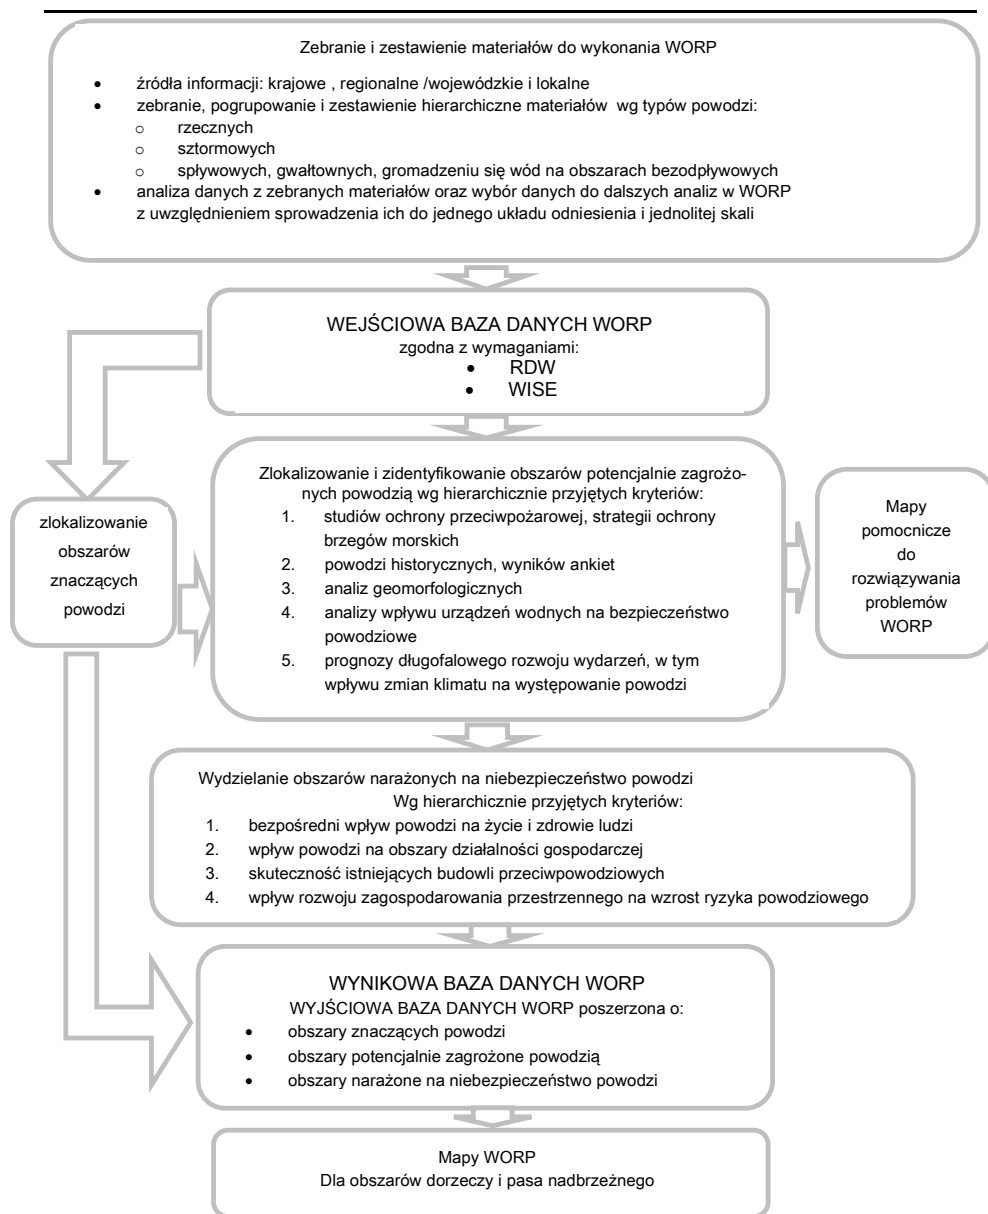 Zebranie i zestawienie materiałów do wykonania WORP
• źródła informacji: krajowe , regionalne /wojewódzkie i lokalne
• zebranie, pogrupowanie i zestawienie hierarchiczne materiałów wg typów powodzi:
o rzecznych
o sztormowych
o spływowych, gwałtownych, gromadzeniu się wód na obszarach bezodpływowych
• analiza danych z zebranych materiałów oraz wybór danych do dalszych analiz w WORP
z uwzględnieniem sprowadzenia ich do jednego układu odniesienia i jednolitej skali
WEJŚCIOWA BAZA DANYCH WORP
zgodna z wymaganiami:
• RDW
• WISE
zlokalizowanie
obszarów
znaczących
powodzi
Zlokalizowanie i zidentyfikowanie obszarów potencjalnie zagrożo-
nych powodzią wg hierarchicznie przyjętych kryteriów:
1. studiów ochrony przeciwpożarowej, strategii ochrony
brzegów morskich
2. powodzi historycznych, wyników ankiet
3. analiz geomorfologicznych
4. analizy wpływu urządzeń wodnych na bezpieczeństwo
powodziowe
5. prognozy długofalowego rozwoju wydarzeń, w tym
wpływu zmian klimatu na występowanie powodzi
Mapy
pomocnicze
do
rozwiązywania
problemów
WORP
Wydzielanie obszarów narażonych na niebezpieczeństwo powodzi
Wg hierarchicznie przyjętych kryteriów:
1. bezpośredni wpływ powodzi na życie i zdrowie ludzi
2. wpływ powodzi na obszary działalności gospodarczej
3. skuteczność istniejących budowli przeciwpowodziowych
4. wpływ rozwoju zagospodarowania przestrzennego na wzrost ryzyka powodziowego
WYNIKOWA BAZA DANYCH WORP
WYJŚCIOWA BAZA DANYCH WORP poszerzona o:
• obszary znaczących powodzi
• obszary potencjalnie zagrożone powodzią
• obszary narażone na niebezpieczeństwo powodzi
Mapy WORP
Dla obszarów dorzeczy i pasa nadbrzeżnego